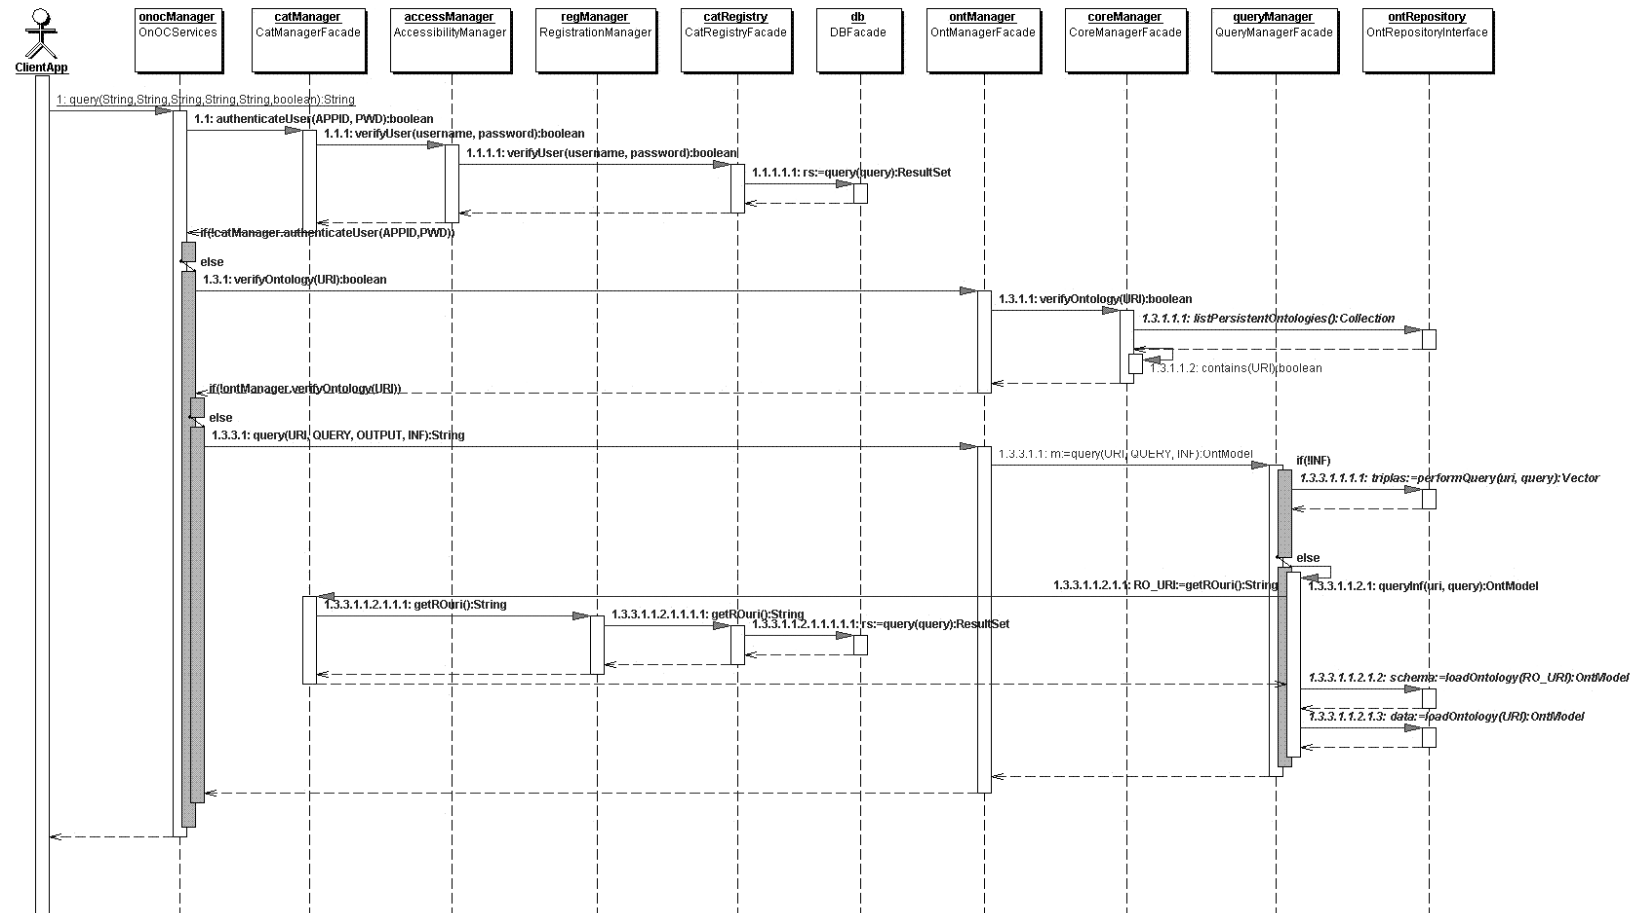 onocManager
OnOCServices
catManager
CatManagerFacade
accessManager
AccessibilityManager
regManager
RegistrationManager
catRegistry
CatRegistryFacade
db
DBFacade
ontManager
OntManagerFacade
coreManager
CoreManagerFacade
queryManager
QueryManagerFacade
ontRepository
OntRepositoryInterface
ClientApp
1: query(String,String,String,String,String,boolean):String
1.1: authenticateUser(APPID, PWD):boolean
1.1.1: verifyUser(username, password):boolean
1.1.1.1: verifyUser(username, password):boolean
1.1.1.1.1: rs:=query(query):ResultSet
if(!catManager.authenticateUser(APPID,PWD))
else
1.3.1: verifyOntology(URI):boolean
1.3.1.1: verifyOntology(URI):boolean
1.3.1.1.1: listPersistentOntologies():Collection
1.3.1.1.2: contains(URI):boolean
if(!ontManager.verifyOntology(URI))
else
1.3.3.1: query(URI, QUERY, OUTPUT, INF):String
1.3.3.1.1: m:=query(URI, QUERY, INF):OntModel
if(!INF)
1.3.3.1.1.1.1: triplas:=performQuery(uri, query):Vector
else
1.3.3.1.1.2.1: queryInf(uri, query):OntModel
1.3.3.1.1.2.1.1: RO_URI:=getROuri():String
1.3.3.1.1.2.1.1.1: getROuri():String
1.3.3.1.1.2.1.1.1.1: getROuri():String
1.3.3.1.1.2.1.1.1.1.1: rs:=query(query):ResultSet
1.3.3.1.1.2.1.2: schema:=loadOntology(RO_URI):OntModel
1.3.3.1.1.2.1.3: data:=loadOntology(URI):OntModel